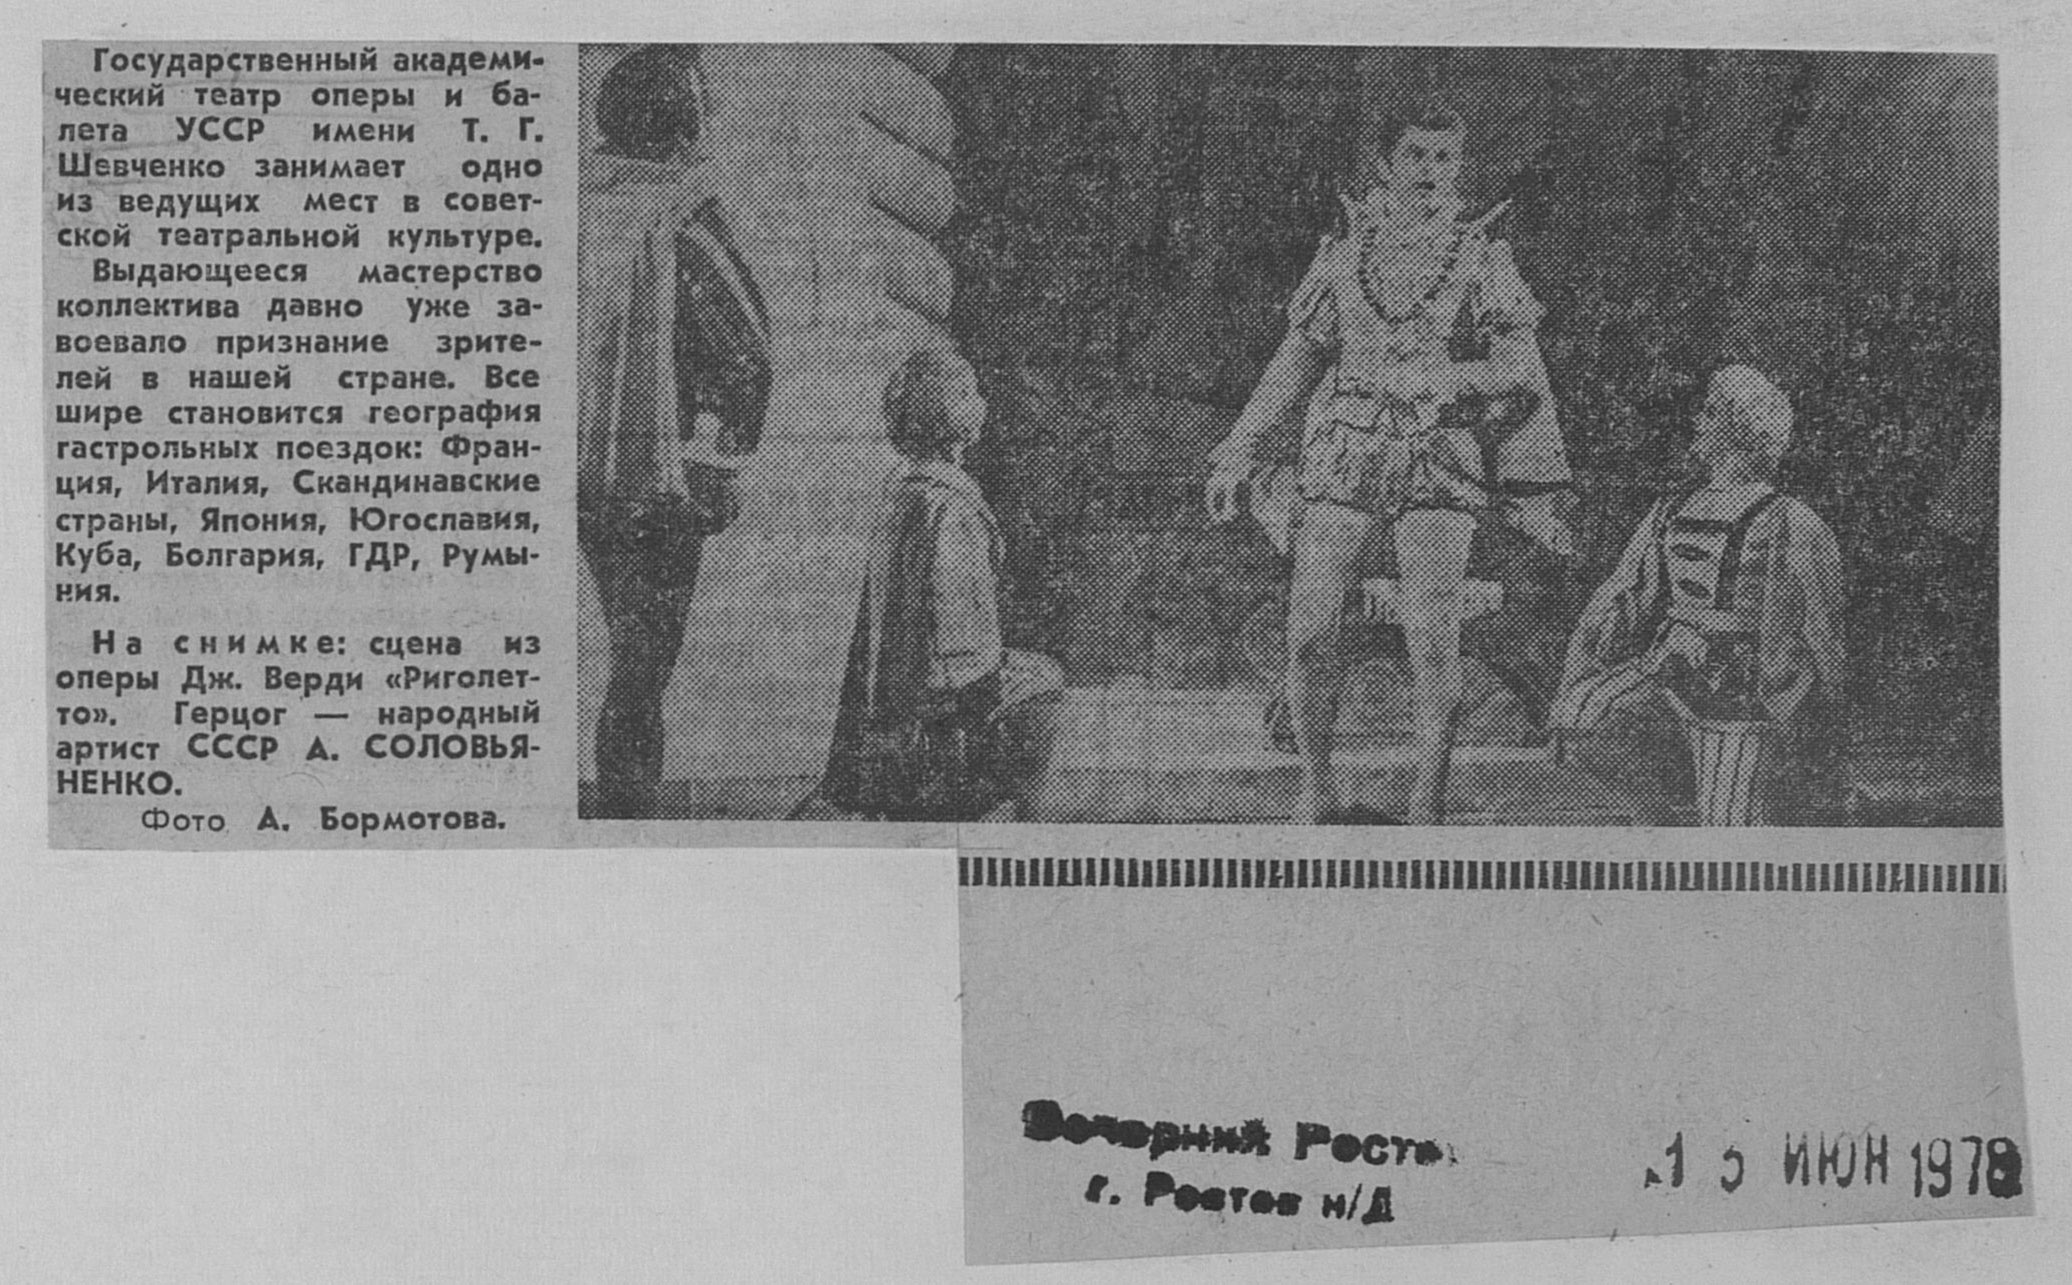 Государственный академи-
ческий театр оперы и ба-
лета УССР имени Т. Г.
Шевченко занимает одно
из ведущих мест в совет-
ской театральной культуре.
Выдающееся мастерство
коллектива давно уже за-
воевало признание зрите-
лей в нашей стране. Все
шире становится география
гастрольных поездок: Фран-
ция, Италия, Скандинавские
страны, Япония, Югославия,
Куба, Болгария, ГДР, Румы-
ния.
На снимке: сцена из
оперы Дж. Верди «Риголет-
то». Герцог — народный
артист СССР А. СОЛОВЬЯ-
НЕНКО.
Фото А. Бормотова.
Вечерний Росто
г. Ростов н/Д
ИЮН 1978